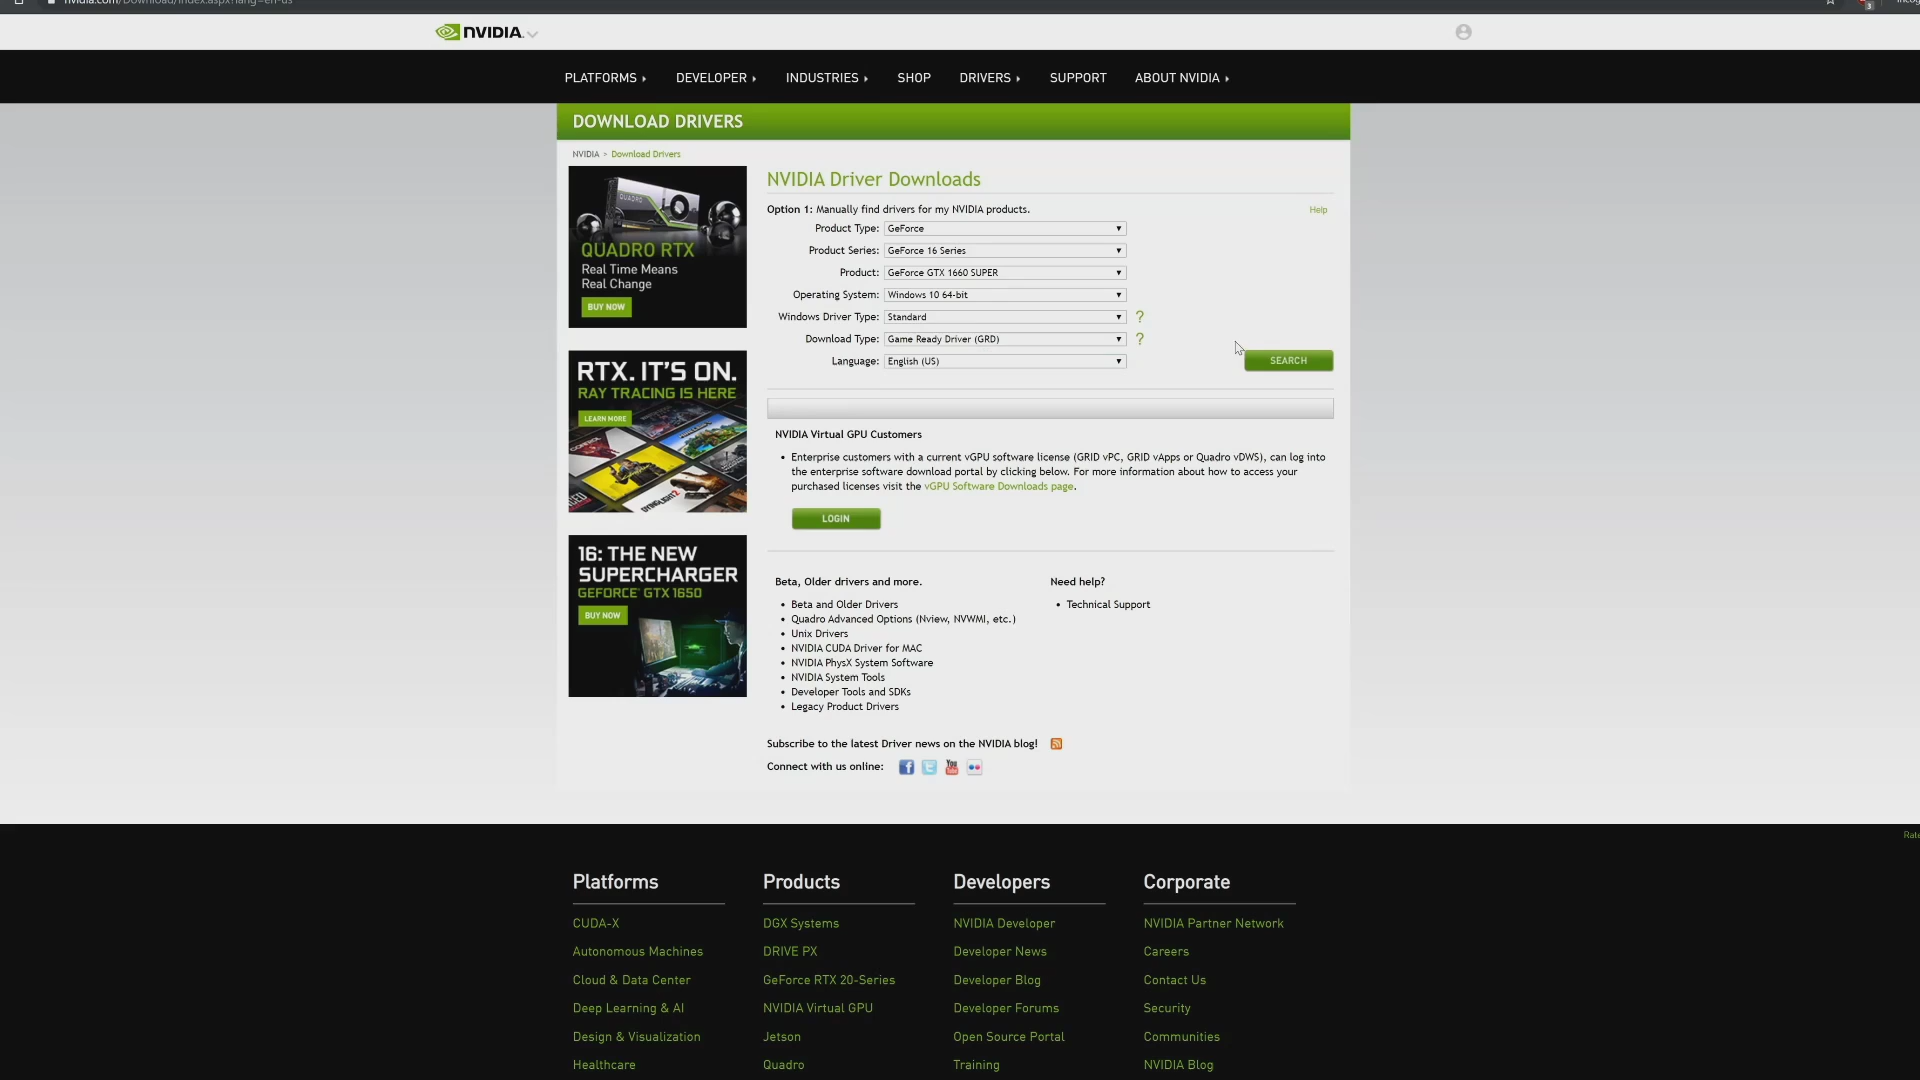 nvidia.com/Download/index.aspx?lang=en-us
3
NVIDIA.
PLATFORMS DEVELOPER INDUSTRIES SHOP DRIVERS SUPPORT ABOUT NVIDIA
DOWNLOAD DRIVERS
NVIDIA > Download Drivers
QUADRO
QUADRO RTX
Real Time Means
Real Change
BUY NOW
RTX. IT'S ON.
RAY TRACING IS HERE
LEARN MORE
CONTROL
DYING LIGHT 2
16: THE NEW
SUPERCHARGER
GEFORCE® GTX 1650
BUY NOW
NVIDIA Driver Downloads
Option 1: Manually find drivers for my NVIDIA products. Help
Product Type: GeForce
Product Series: GeForce 16 Series
Product: GeForce GTX 1660 SUPER
Operating System: Windows 10 64-bit
Windows Driver Type: Standard ?
Download Type: Game Ready Driver (GRD) ?
Language: English (US)
SEARCH
NVIDIA Virtual GPU Customers
• Enterprise customers with a current vGPU software license (GRID vPC, GRID vApps or Quadro vDWS), can log into
the enterprise software download portal by clicking below. For more information about how to access your
purchased licenses visit the vGPU Software Downloads page.
LOGIN
Beta, Older drivers and more.
• Beta and Older Drivers
• Quadro Advanced Options (Nview, NVWMI, etc.)
• Unix Drivers
• NVIDIA CUDA Driver for MAC
• NVIDIA PhysX System Software
• NVIDIA System Tools
• Developer Tools and SDKs
• Legacy Product Drivers
Need help?
• Technical Support
Subscribe to the latest Driver news on the NVIDIA blog!
Connect with us online:
You
Tube
Rate
Platforms
CUDA-X
Autonomous Machines
Cloud & Data Center
Deep Learning & AI
Design & Visualization
Healthcare
Products
DGX Systems
DRIVE PX
GeForce RTX 20-Series
NVIDIA Virtual GPU
Jetson
Quadro
Developers
NVIDIA Developer
Developer News
Developer Blog
Developer Forums
Open Source Portal
Training
Corporate
NVIDIA Partner Network
Careers
Contact Us
Security
Communities
NVIDIA Blog